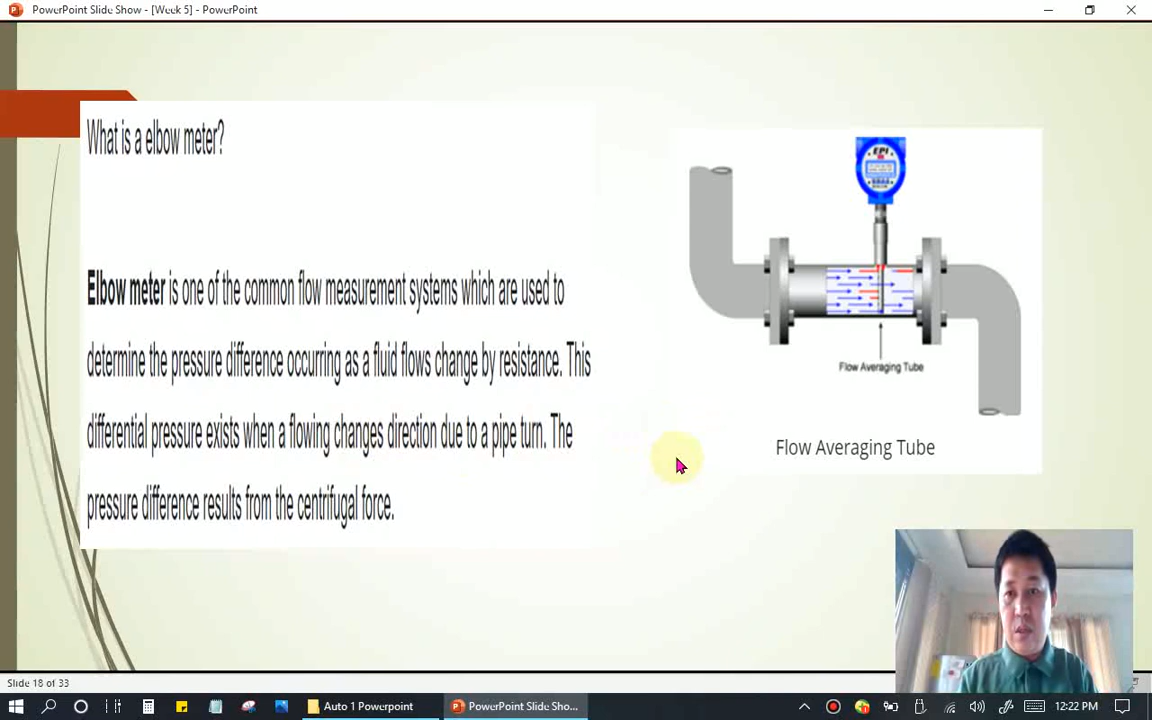 PowerPoint Slide Show - [Week 5] - PowerPoint
What is a elbow meter?
Elbow meter is one of the common flow measurement systems which are used to
determine the pressure difference occurring as a fluid flows change by resistance. This
differential pressure exists when a flowing changes direction due to a pipe turn. The
pressure difference results from the centrifugal force.
EPI
Flow Averaging Tube
Flow Averaging Tube
Slide 18 of 33
Auto 1 Powerpoint
PowerPoint Slide Sho...
12:22 PM